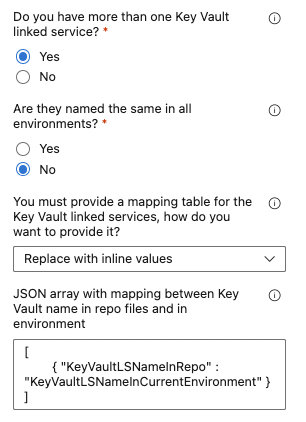 Do you have more than one Key Vault
linked service? *
Yes
No
Are they named the same in all
environments? *
Yes
No
You must provide a mapping table for the
Key Vault linked services, how do you
want to provide it?
Replace with inline values
JSON array with mapping between Key
Vault name in repo files and in
environment
[
{ "KeyVaultLSNameInRepo" :
"KeyVaultLSNameInCurrentEnvironment" }
]